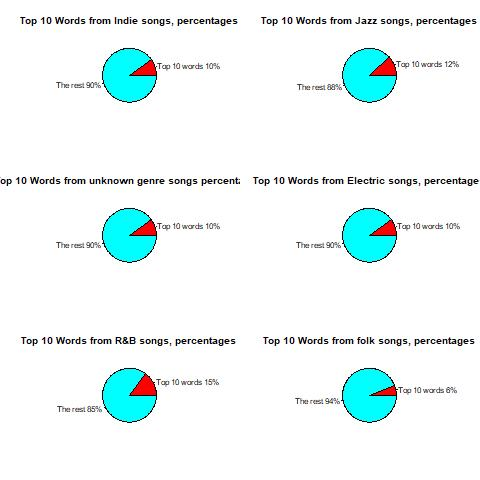 Top 10 Words from Indie songs, percentages
Top 10 words 10%
The rest 90%
Top 10 Words from Jazz songs, percentages
Top 10 words 12%
The rest 88%
op 10 Words from unknown genre songs percenta
Top 10 words 10%
The rest 90%
Top 10 Words from Electric songs, percentage
Top 10 words 10%
The rest 90%
Top 10 Words from R&B songs, percentages
Top 10 words 15%
The rest 85%
Top 10 Words from folk songs, percentages
Top 10 words 6%
The rest 94%